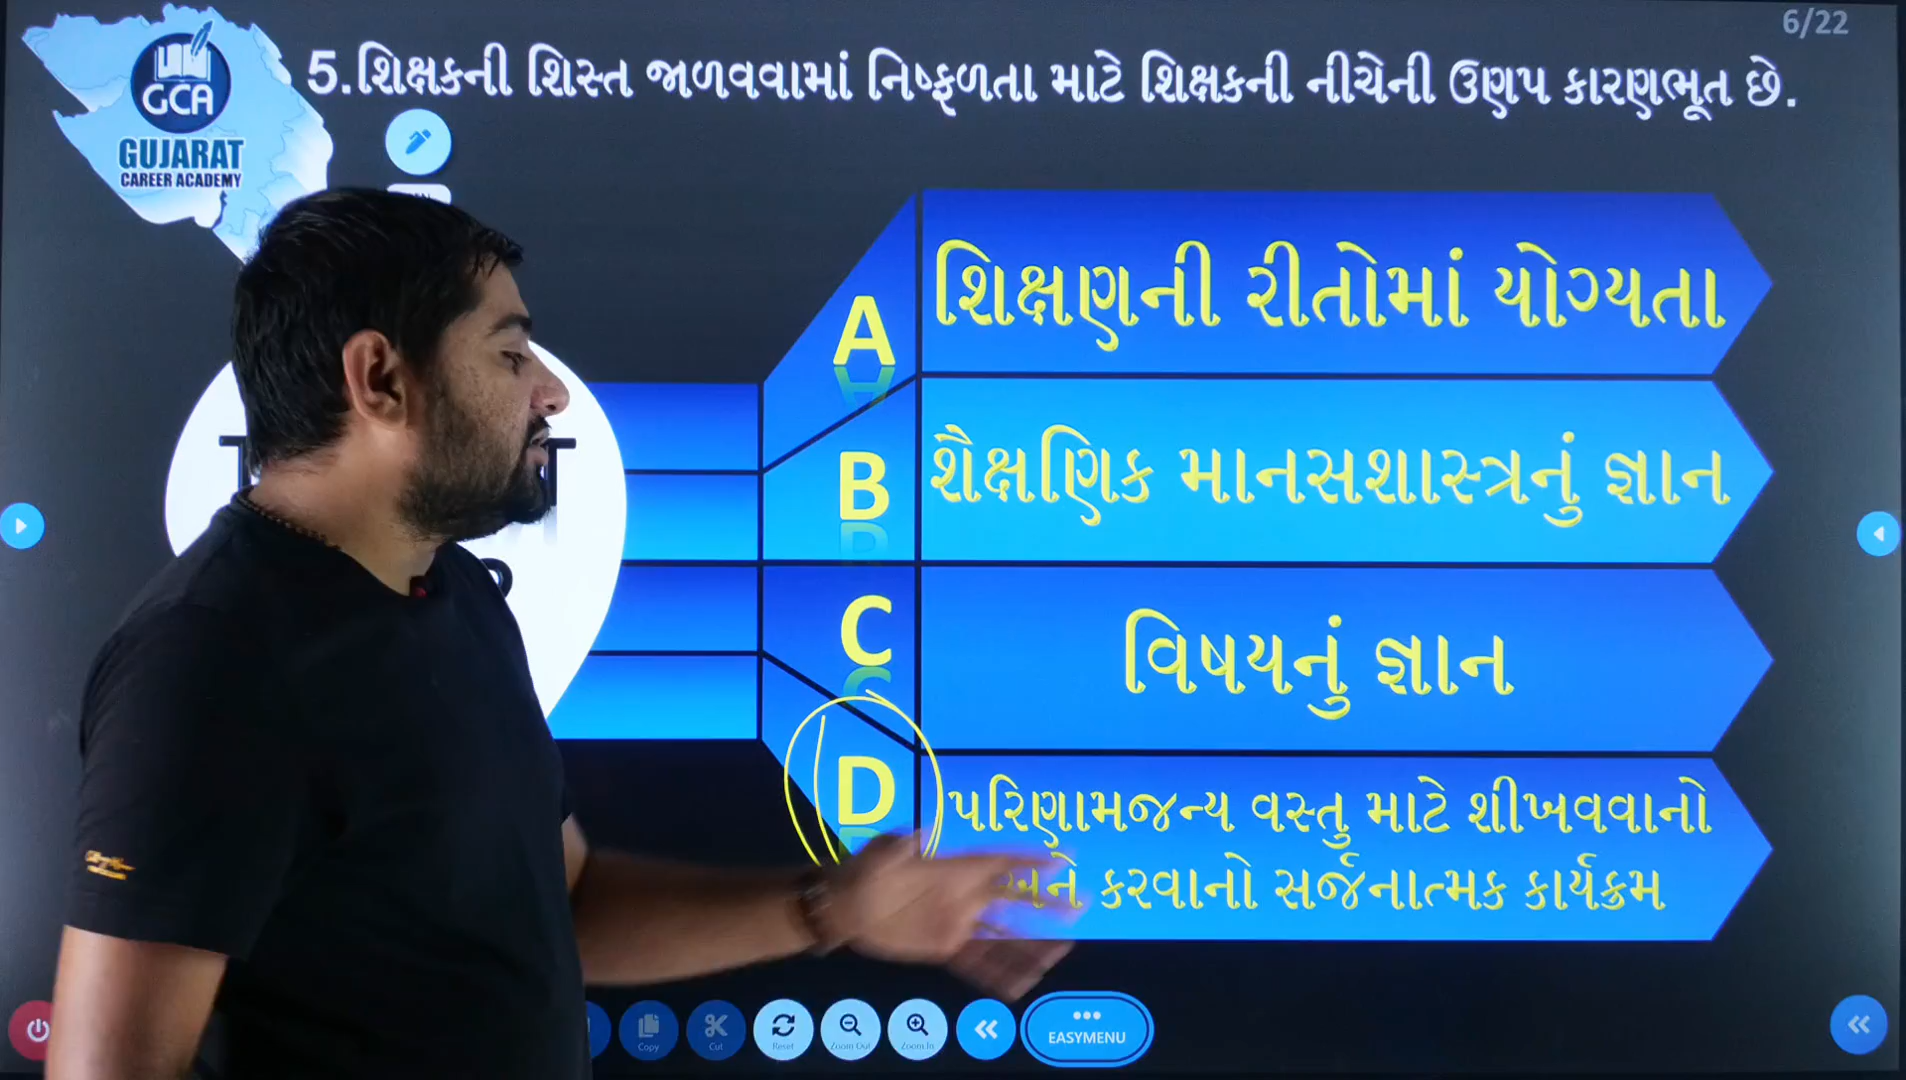 6/22
GCA
GUJARAT
CAREER ACADEMY
5. શિક્ષકની શિસ્ત જાળવવામાં નિષ્ફળતા માટે શિક્ષકની નીચેની ઉણપ કારણભૂત છે.
A શિક્ષણની રીતોમાં યોગ્યતા
B શૈક્ષણિક માનસશાસ્ત્રનું જ્ઞાન
C વિષયનું જ્ઞાન
D પરિણામજન્ય વસ્તુ માટે શીખવવાનો
અને કરવાનો સર્જનાત્મક કાર્યક્રમ
Copy Cut Reset Zoom Out Zoom In EASYMENU